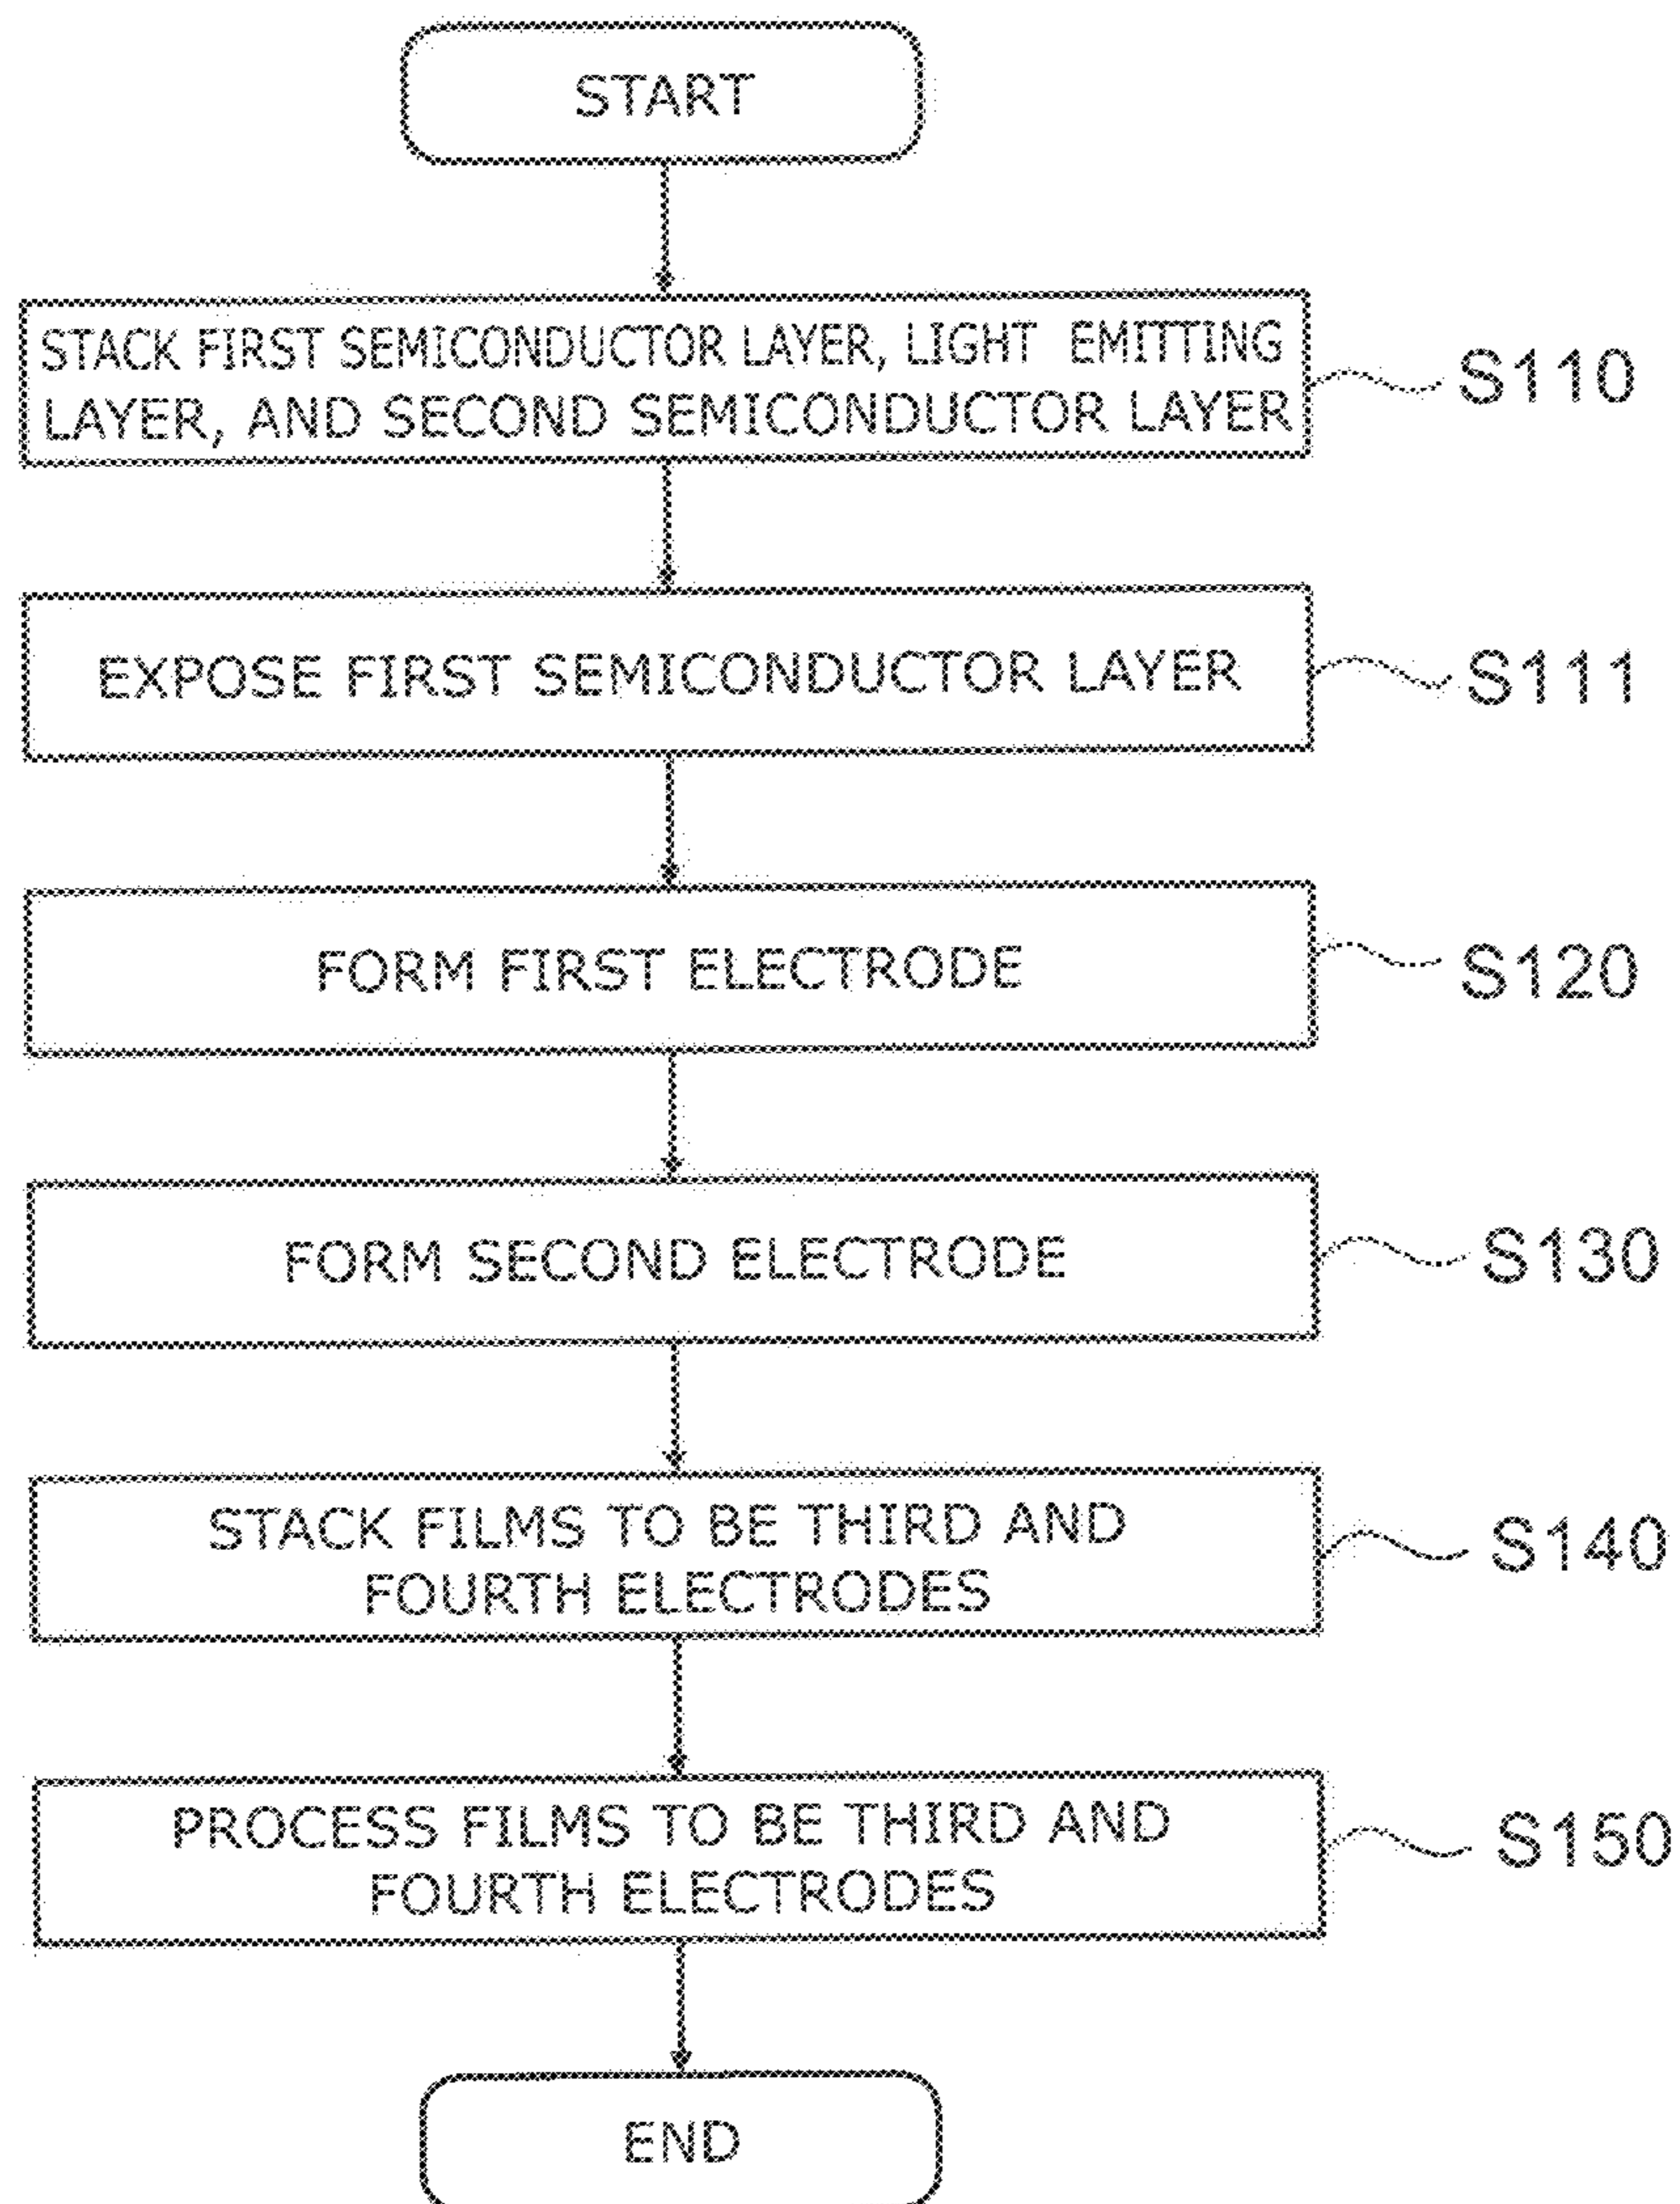 START
STACK FIRST SEMICONDUCTOR LAYER, LIGHT EMITTING
LAYER, AND SECOND SEMICONDUCTOR LAYER
S110
EXPOSE FIRST SEMICONDUCTOR LAYER
S111
FORM FIRST ELECTRODE
S120
FORM SECOND ELECTRODE
S130
STACK FILMS TO BE THIRD AND
FOURTH ELECTRODES
S140
PROCESS FILMS TO BE THIRD AND
FOURTH ELECTRODES
S150
END